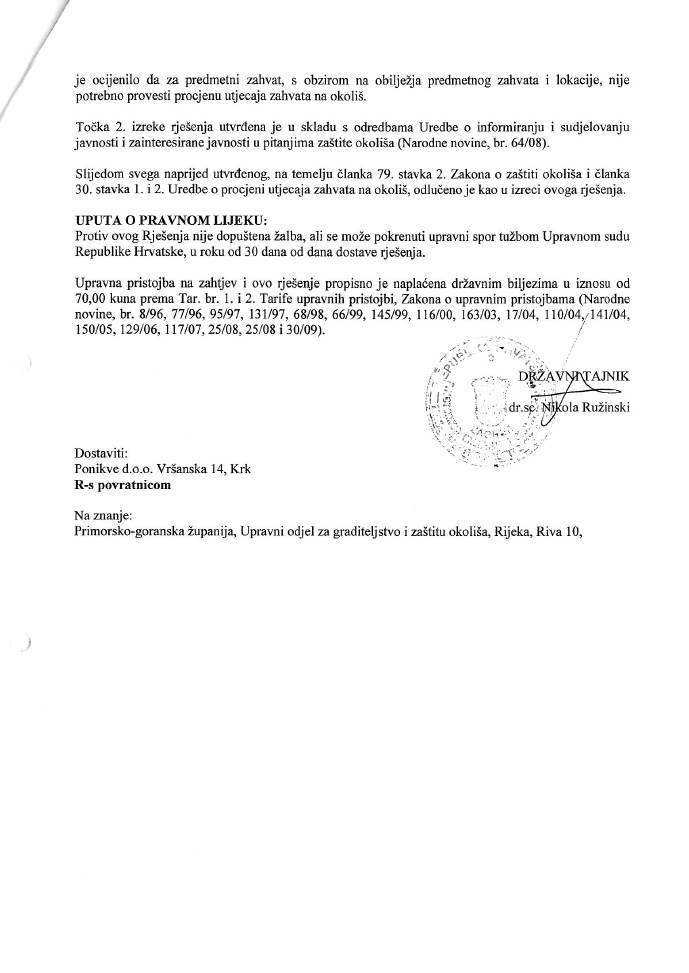 je ocijenilo da za predmetni zahvat, s obzirom na obilježja predmetnog zahvata i lokacije, nije
potrebno provesti procjenu utjecaja zahvata na okoliš.
Točka 2. izreke rješenja utvrđena je u skladu s odredbama Uredbe o informiranju i sudjelovanju
javnosti i zainteresirane javnosti u pitanjima zaštite okoliša (Narodne novine, br. 64/08).
Slijedom svega naprijed utvrđenog, na temelju članka 79. stavka 2. Zakona o zaštiti okoliša i članka
30. stavka 1. i 2. Uredbe o procjeni utjecaja zahvata na okoliš, odlučeno je kao u izreci ovoga rješenja.
UPUTA O PRAVNOM LIJEKU:
Protiv ovog Rješenja nije dopuštena žalba, ali se može pokrenuti upravni spor tužbom Upravnom sudu
Republike Hrvatske, u roku od 30 dana od dana dostave rješenja.
Upravna pristojba na zahtjev i ovo rješenje propisno je naplaćena državnim biljezima u iznosu od
70,00 kuna prema Tar. br. 1. i 2. Tarife upravnih pristojbi, Zakona o upravnim pristojbama (Narodne
novine, br. 8/96, 77/96, 95/97, 131/97, 68/98, 66/99, 145/99, 116/00, 163/03, 17/04, 110/04, 141/04,
150/05, 129/06, 117/07, 25/08, 25/08 i 30/09).
DRŽAVNI TAJNIK
dr.sc. Nikola Ružinski
Dostaviti:
Ponikve d.o.o. Vršanska 14, Krk
R-s povratnicom
Na znanje:
Primorsko-goranska županija, Upravni odjel za graditeljstvo i zaštitu okoliša, Rijeka, Riva 10,